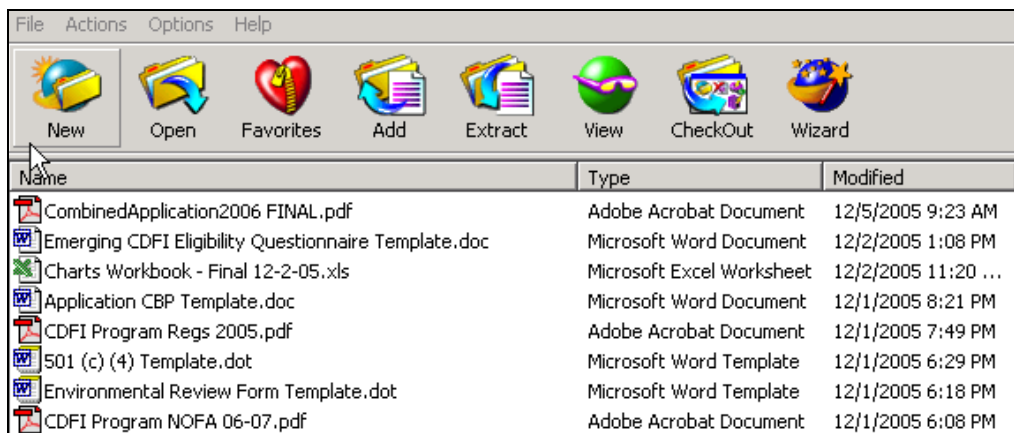 File Actions Options Help
New Open Favorites Add Extract View CheckOut Wizard
Name Type Modified
CombinedApplication2006 FINAL.pdf Adobe Acrobat Document 12/5/2005 9:23 AM
Emerging CDFI Eligibility Questionnaire Template.doc Microsoft Word Document 12/2/2005 1:08 PM
Charts Workbook - Final 12-2-05.xls Microsoft Excel Worksheet 12/2/2005 11:20 ...
Application CBP Template.doc Microsoft Word Document 12/1/2005 8:21 PM
CDFI Program Regs 2005.pdf Adobe Acrobat Document 12/1/2005 7:49 PM
501 (c) (4) Template.dot Microsoft Word Template 12/1/2005 6:29 PM
Environmental Review Form Template.dot Microsoft Word Template 12/1/2005 6:18 PM
CDFI Program NOFA 06-07.pdf Adobe Acrobat Document 12/1/2005 6:08 PM